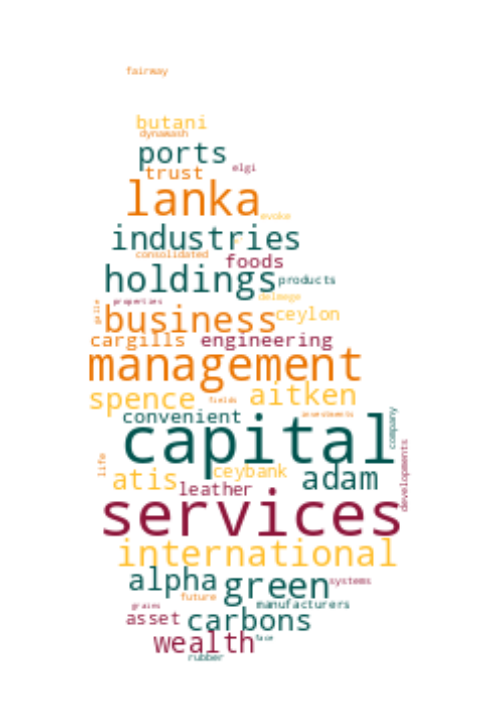 fairway
butani
dynawash
ports
elgi
trust
lanka
evoke
industries
consolidated
foods
holdings
products
delmege
properties
galle
business
ceylon
cargills
engineering
management
spence
fields
aitken
convenient
investments
company
capital
life
atis
ceybank
adam
developments
leather
services
international
alpha
green
systems
future
manufacturers
asset
carbons
wealth
face
rubber